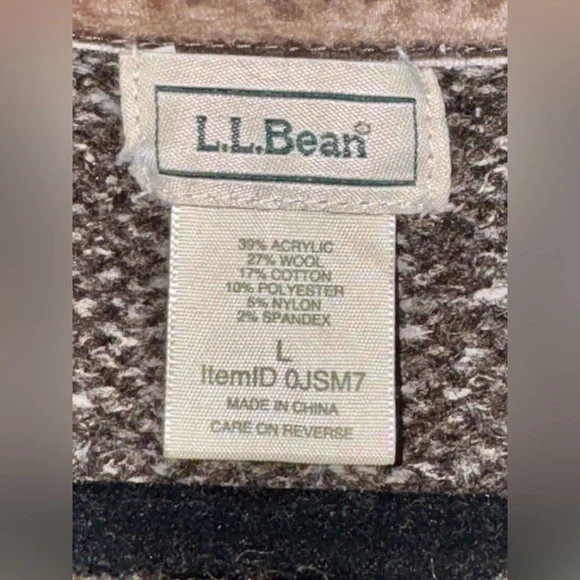 L.L.Bean®
39% ACRYLIC
27% WOOL
17% COTTON
10% POLYESTER
5% NYLON
2% SPANDEX
L
ItemID 0JSM7
MADE IN CHINA
CARE ON REVERSE